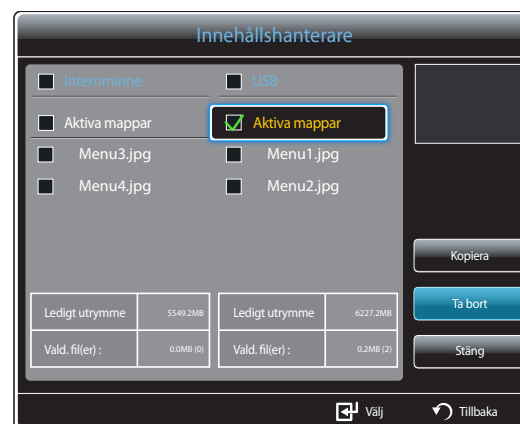 Innehållshanterare
Internminne USB
Aktiva mappar Aktiva mappar
Menu3.jpg Menu1.jpg
Menu4.jpg Menu2.jpg
Kopiera
Ta bort
Stäng
Ledigt utrymme 5549.2MB Ledigt utrymme 6227.2MB
Vald. fil(er) : 0.0MB (0) Vald. fil(er) : 0.2MB (2)
Välj Tillbaka